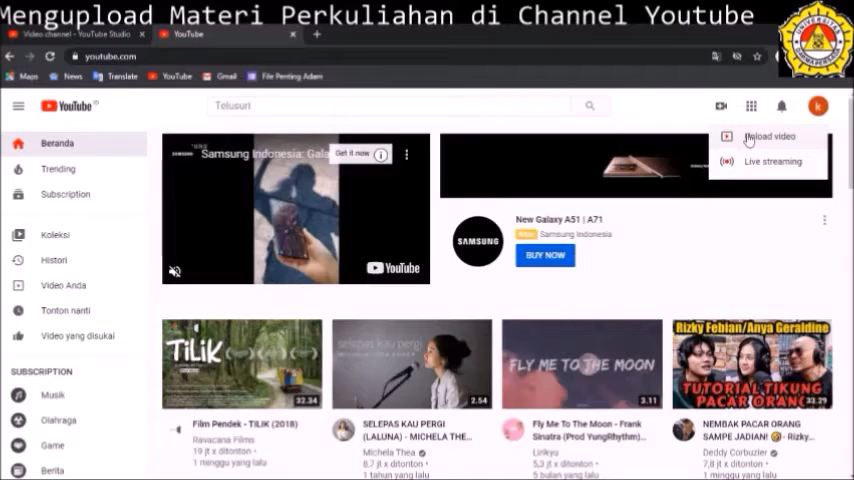 Mengupload Materi Perkuliahan di Channel Youtube
Video channel - YouTube Studio
YouTube
youtube.com
Maps
News
Translate
YouTube
Gmail
File Penting Adam
YouTube
Telusuri
k
Beranda
Trending
Subscription
Koleksi
Histori
Video Anda
Tonton nanti
Video yang disukai
SUBSCRIPTION
Musik
Olahraga
Game
Berita
Upload video
Live streaming
SAMSUNG
Samsung Indonesia: Gala
Get it now
YouTube
SAMSUNG
New Galaxy A51 | A71
Samsung Indonesia
BUY NOW
TiLiK
32.34
Film Pendek - TILIK (2018)
Ravacana Films
19 jt x ditonton •
1 minggu yang lalu
selepas kau pergi
2.54
SELEPAS KAU PERGI
(LALUNA) - MICHELA THE...
Michela Thea
8,7 jt x ditonton •
1 tahun yang lalu
FLY ME TO THE MOON
3.11
Fly Me To The Moon - Frank
Sinatra (Prod YungRhythm)...
Linkyu
5,3 jt x ditonton •
5 bulan yang lalu
RIZKY FEBIAN/ANYA GERALDINE
TUTORIAL TIKUNG
PACAR ORANG
33.29
NEMBAK PACAR ORANG
SAMPE JADIAN! 🤣 - Rizky...
Deddy Corbuzier
7,8 jt x ditonton •
1 minggu yang lalu